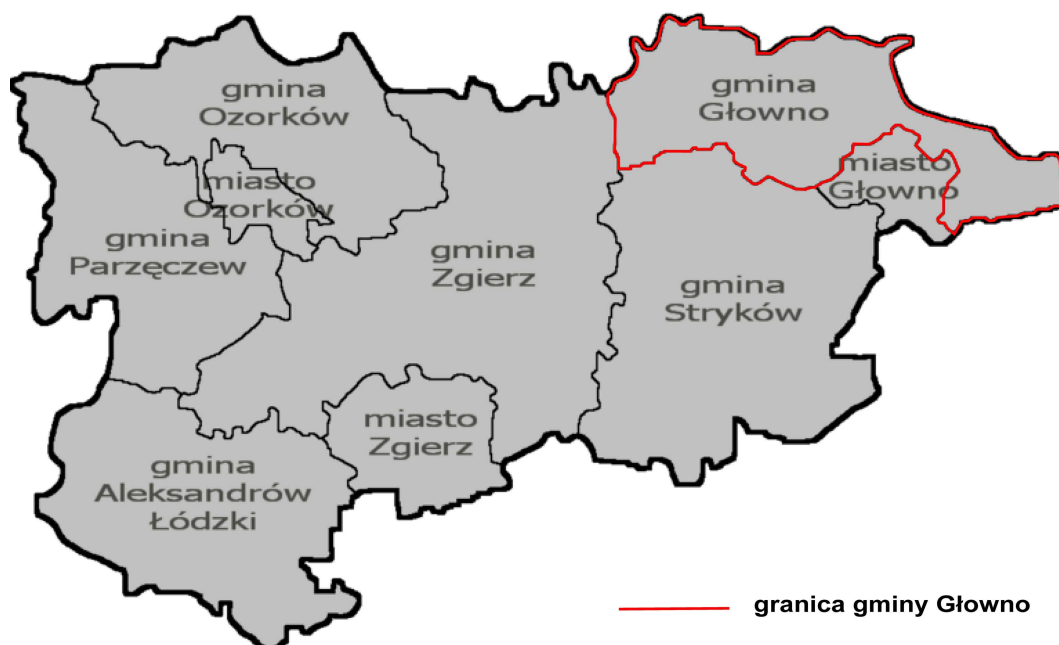 gmina
Ozorków
miasto
Ozorków
gmina
Parzęczew
gmina
Zgierz
gmina
Głowno
miasto
Głowno
gmina
Stryków
miasto
Zgierz
gmina
Aleksandrów
Łódzki
granica gminy Głowno